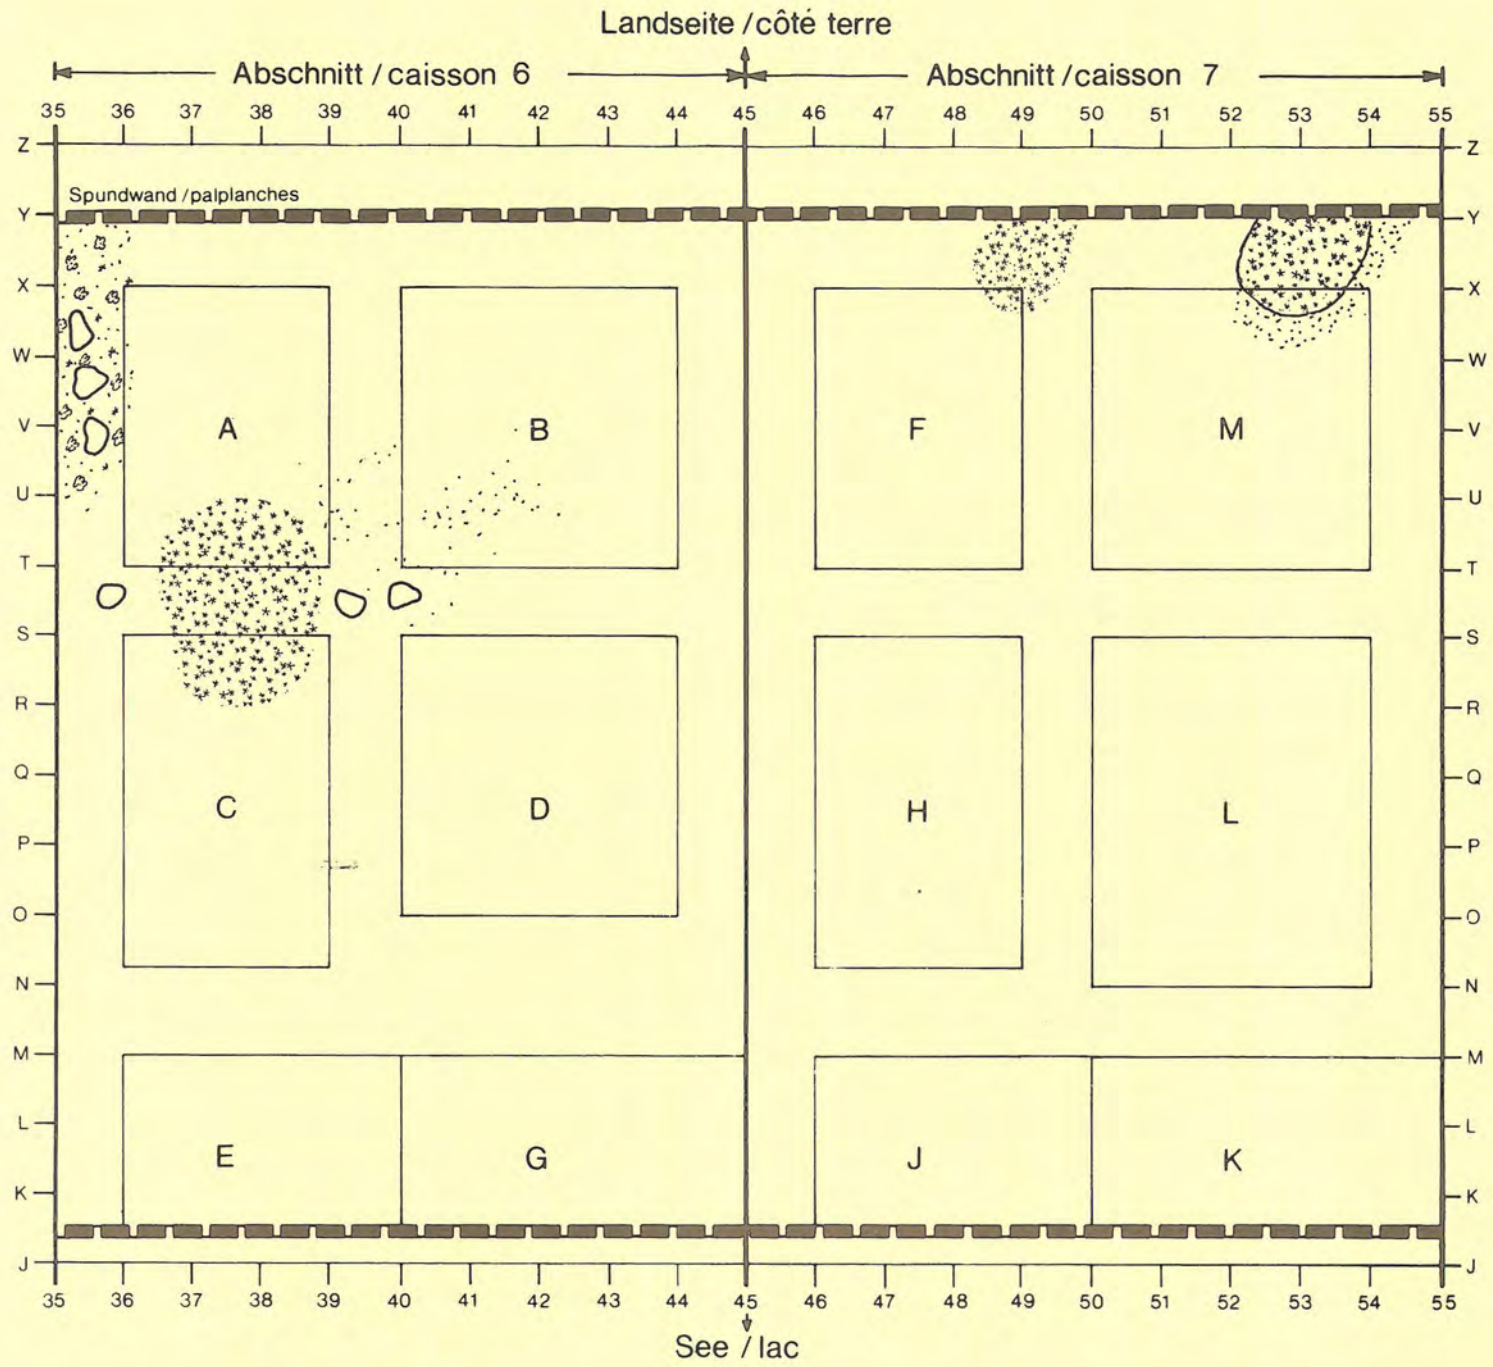 Landseite / côté terre
Abschnitt / caisson 6 Abschnitt / caisson 7
35 36 37 38 39 40 41 42 43 44 45 46 47 48 49 50 51 52 53 54 55
Z Z
Spundwand / palplanches
Y Y
X X
W W
V A B F M V
U U
T T
S S
R R
Q Q
C D H L
P P
O O
N N
M M
L L
E G J K
K K
J J
35 36 37 38 39 40 41 42 43 44 45 46 47 48 49 50 51 52 53 54 55
See / lac